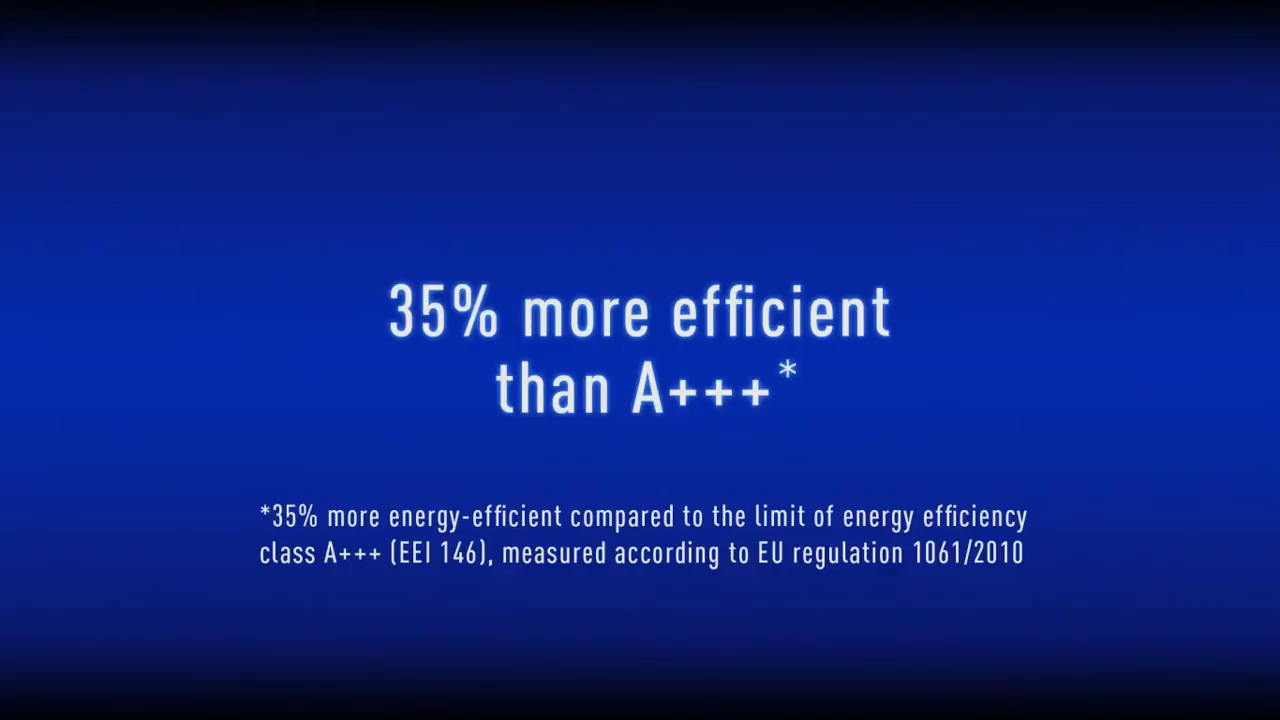 35% more efficient
than A+++*
*35% more energy-efficient compared to the limit of energy efficiency
class A+++ (EEI 146), measured according to EU regulation 1061/2010